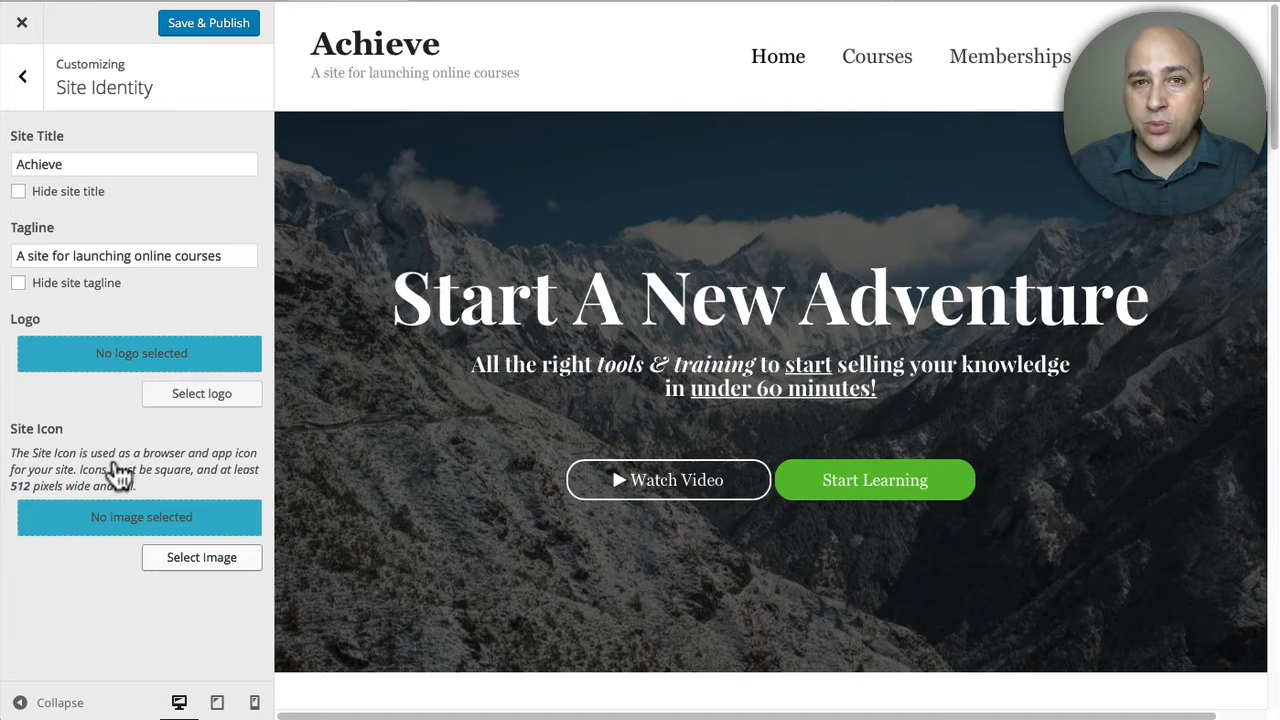 Save & Publish
Customizing
Site Identity
Site Title
Achieve
Hide site title
Tagline
A site for launching online courses
Hide site tagline
Logo
No logo selected
Select logo
Site Icon
The Site Icon is used as a browser and app icon
for your site. Icons be square, and at least
512 pixels wide and
No image selected
Select Image
Collapse
Achieve
A site for launching online courses
Home Courses Memberships
Start A New Adventure
All the right tools & training to start selling your knowledge
in under 60 minutes!
Watch Video
Start Learning